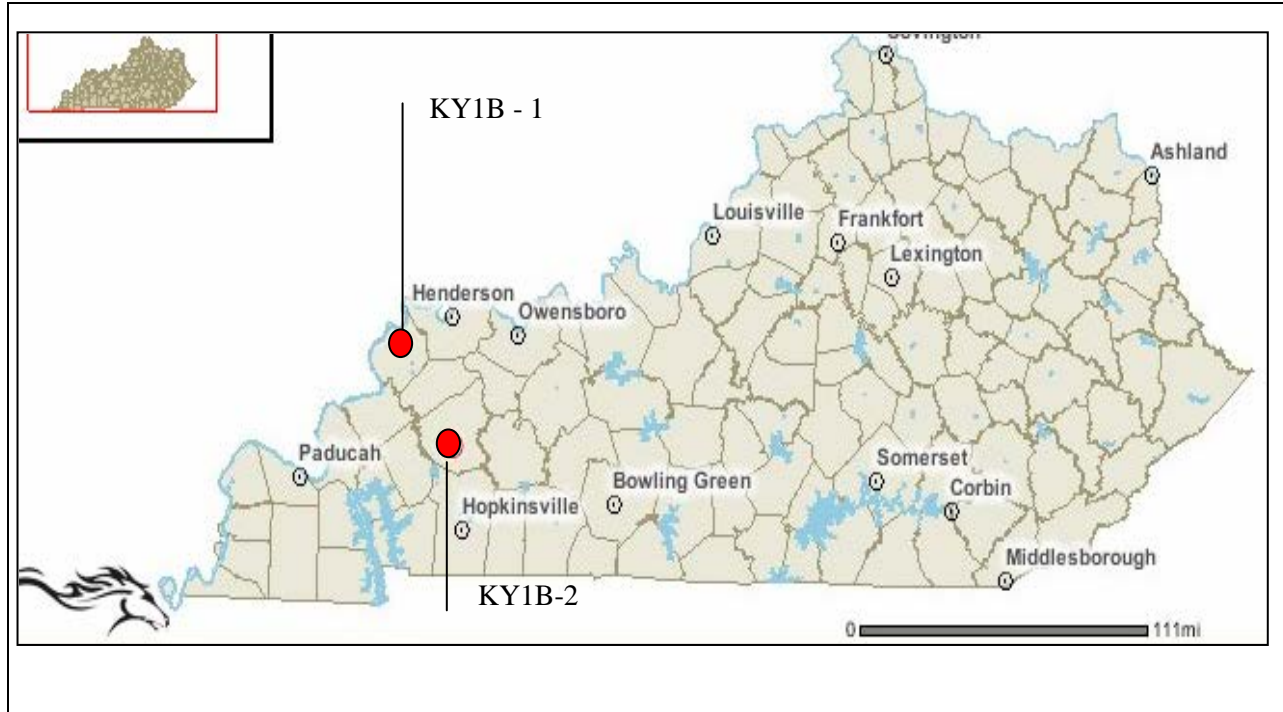 KY1B - 1
Ashland
Louisville
Frankfort
Lexington
Henderson
Owensboro
Paducah
Somerset
Bowling Green
Corbin
Hopkinsville
Middlesborough
KY1B-2
0 111mi